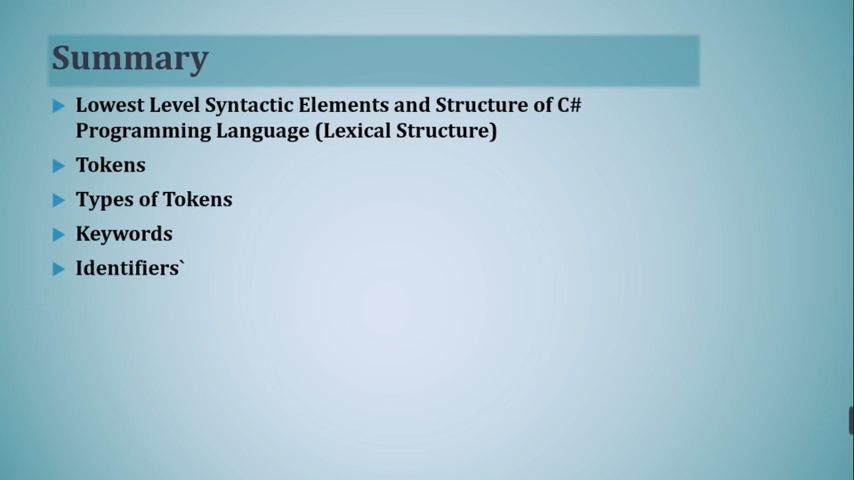 Summary
Lowest Level Syntactic Elements and Structure of C#
Programming Language (Lexical Structure)
Tokens
Types of Tokens
Keywords
Identifiers`